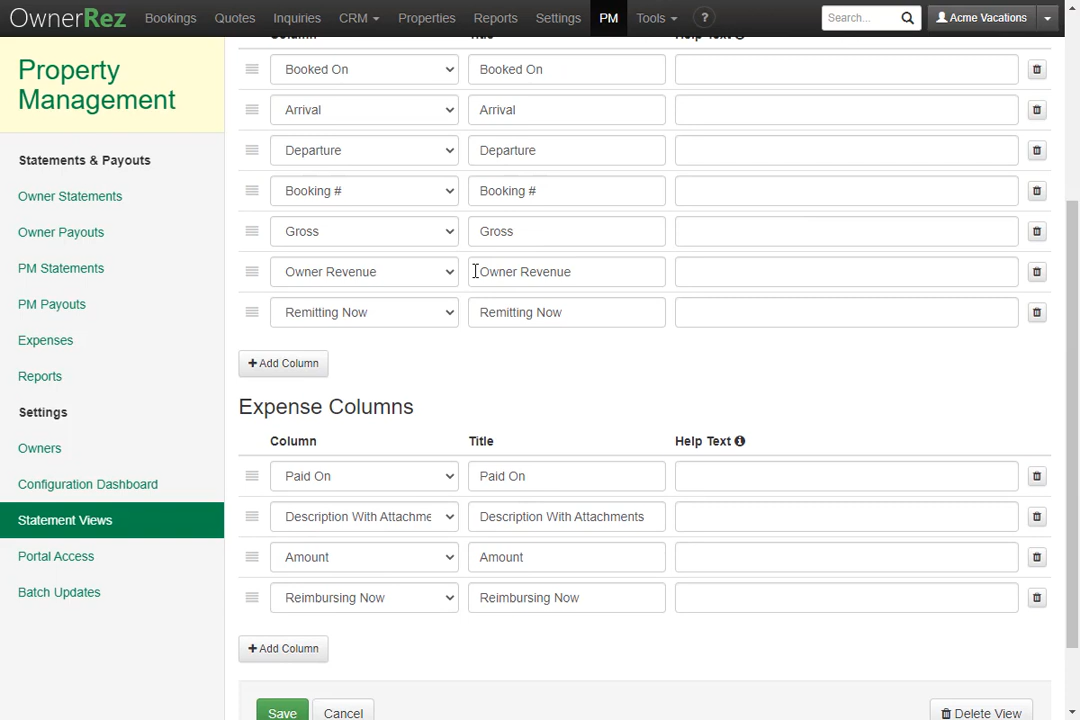 OwnerRez Bookings Quotes Inquiries CRM Properties Reports Settings PM Tools ? Search... Acme Vacations
Column Title Help Text
Property
Management
Statements & Payouts
Owner Statements
Owner Payouts
PM Statements
PM Payouts
Expenses
Reports
Settings
Owners
Configuration Dashboard
Statement Views
Portal Access
Batch Updates
Booked On Booked On
Arrival Arrival
Departure Departure
Booking # Booking #
Gross Gross
Owner Revenue Owner Revenue
Remitting Now Remitting Now
+ Add Column
Expense Columns
Column Title Help Text
Paid On Paid On
Description With Attachme Description With Attachments
Amount Amount
Reimbursing Now Reimbursing Now
+ Add Column
Save Cancel Delete View